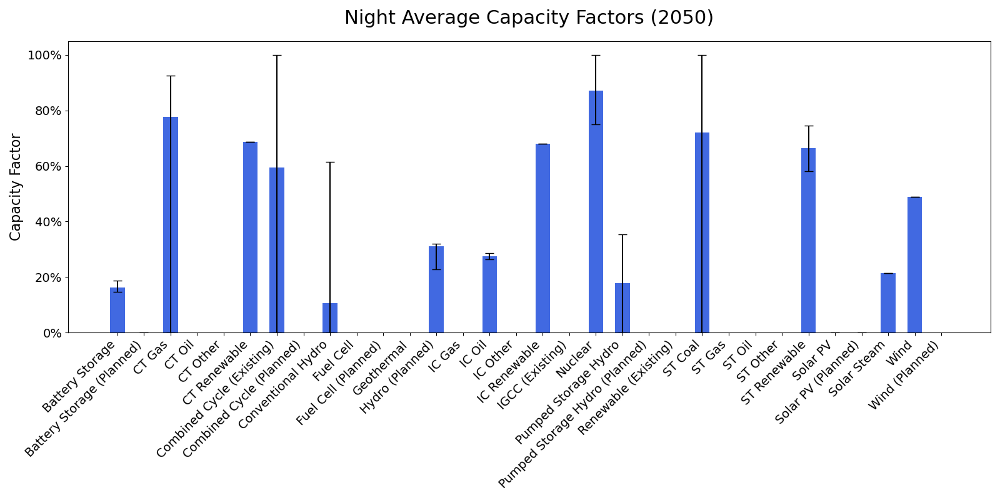 Night Average Capacity Factors (2050)
Capacity Factor
100%
80%
60%
40%
20%
0%
Battery Storage
Battery Storage (Planned)
CT Gas
CT Oil
CT Other
CT Renewable
Combined Cycle (Existing)
Combined Cycle (Planned)
Conventional Hydro
Fuel Cell
Fuel Cell (Planned)
Geothermal
Hydro (Planned)
IC Gas
IC Oil
IC Other
IC Renewable
IGCC (Existing)
Nuclear
Pumped Storage Hydro
Pumped Storage Hydro (Planned)
Renewable (Existing)
ST Coal
ST Gas
ST Oil
ST Other
ST Renewable
Solar PV
Solar PV (Planned)
Solar Steam
Wind
Wind (Planned)